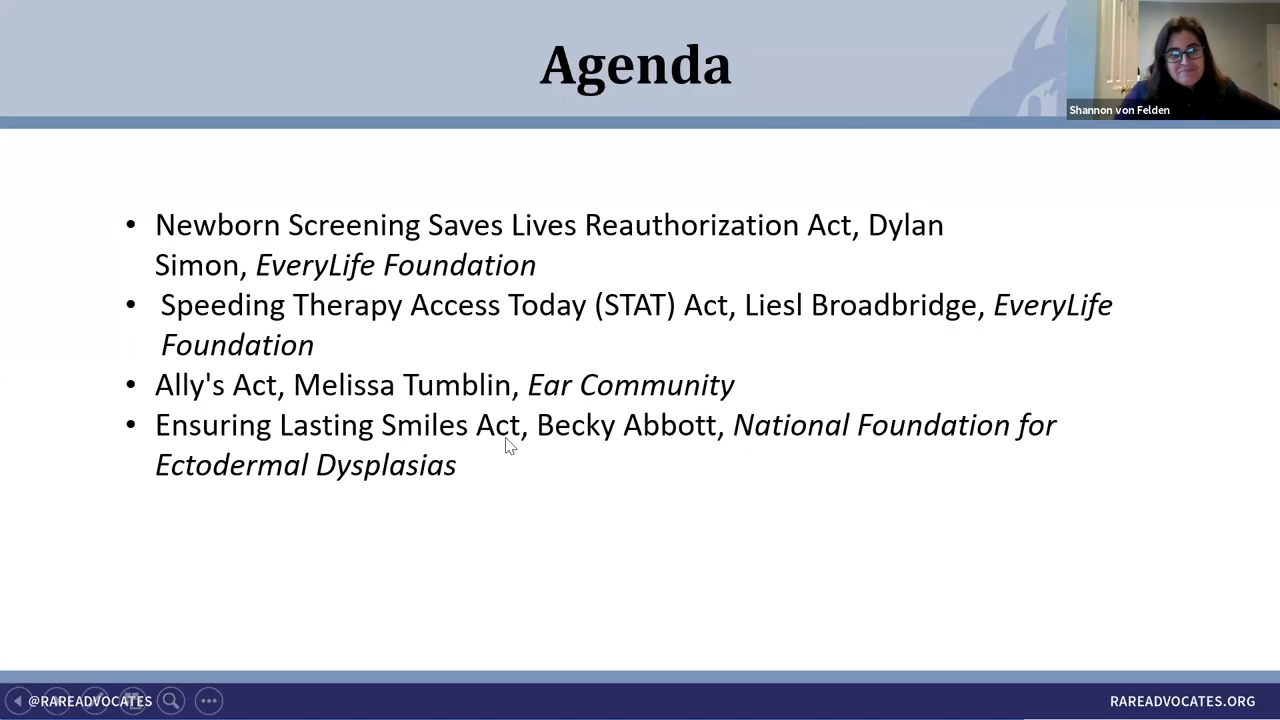 Agenda
Shannon von Felden
• Newborn Screening Saves Lives Reauthorization Act, Dylan
Simon, EveryLife Foundation
• Speeding Therapy Access Today (STAT) Act, Liesl Broadbridge, EveryLife
Foundation
• Ally's Act, Melissa Tumblin, Ear Community
• Ensuring Lasting Smiles Act, Becky Abbott, National Foundation for
Ectodermal Dysplasias
@RAREADVOCATES
RAREADVOCATES.ORG